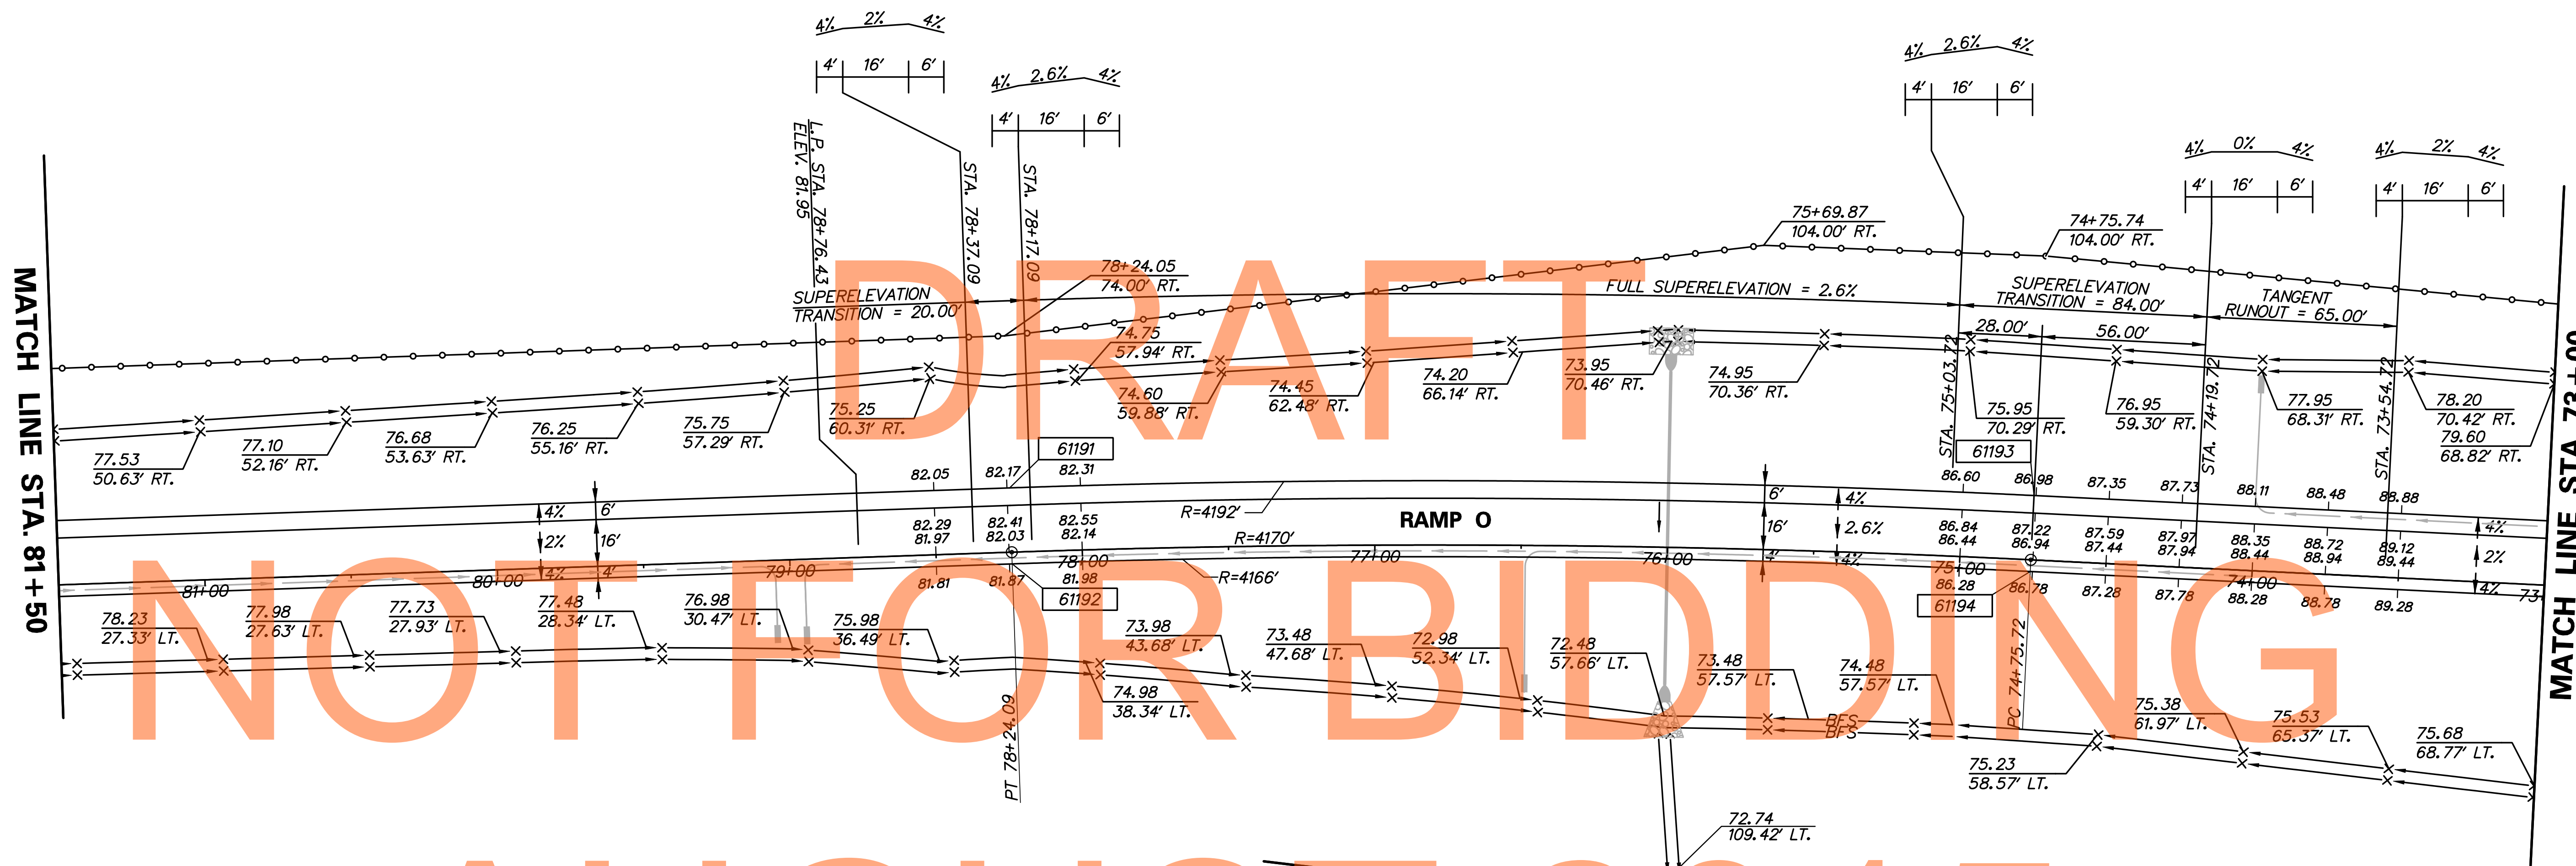 4% 2% 4%
4' 16' 6'
4% 2.6% 4%
4' 16' 6'
4% 2.6% 4%
4' 16' 6'
4% 0% 4%
4' 16' 6'
4% 2% 4%
4' 16' 6'
MATCH LINE STA. 81+50
L.P. STA. 78+76.43
ELEV. 81.95
STA. 78+37.09
STA. 78+17.09
STA. 75+03.72
STA. 74+19.72
STA. 73+54.72
78+24.05
74.00' RT.
75+69.87
104.00' RT.
74+75.74
104.00' RT.
SUPERELEVATION
TRANSITION = 20.00'
FULL SUPERELEVATION = 2.6%
SUPERELEVATION
TRANSITION = 84.00'
TANGENT
RUNOUT = 65.00'
28.00' 56.00'
77.53
50.63' RT.
77.10
52.16' RT.
76.68
53.63' RT.
76.25
55.16' RT.
75.75
57.29' RT.
75.25
60.31' RT.
74.75
57.94' RT.
74.60
59.88' RT.
74.45
62.48' RT.
74.20
66.14' RT.
73.95
70.46' RT.
74.95
70.36' RT.
75.95
70.29' RT.
76.95
59.30' RT.
77.95
68.31' RT.
78.20
70.42' RT.
79.60
68.82' RT.
61191
61193
82.05 82.17 82.31
86.60 86.98 87.35 87.73 88.11 88.48 88.88
4% 6'
2% 16'
4% 4'
R=4192'
RAMP O
R=4170'
R=4166'
6' 4%
16' 2.6%
4' 4%
4%
2%
4%
82.29 82.41 82.55
81.97 82.03 82.14
86.84 87.22 87.59 87.97 88.35 88.72 89.12
86.44 86.94 87.44 87.94 88.44 88.94 89.44
81+00 80+00 79+00 78+00 77+00 76+00 75+00 74+00 73+
81.81 81.87 81.98
86.28 86.78 87.28 87.78 88.28 88.78 89.28
61192
61194
78.23
27.33' LT.
77.98
27.63' LT.
77.73
27.93' LT.
77.48
28.34' LT.
76.98
30.47' LT.
75.98
36.49' LT.
74.98
38.34' LT.
73.98
43.68' LT.
73.48
47.68' LT.
72.98
52.34' LT.
72.48
57.66' LT.
73.48
57.57' LT.
74.48
57.57' LT.
75.23
58.57' LT.
75.38
61.97' LT.
75.53
65.37' LT.
75.68
68.77' LT.
BFS
BFS
PT 78+24.09
PC 74+75.72
72.74
109.42' LT.
MATCH LINE STA. 73+00
DRAFT
NOT FOR BIDDING